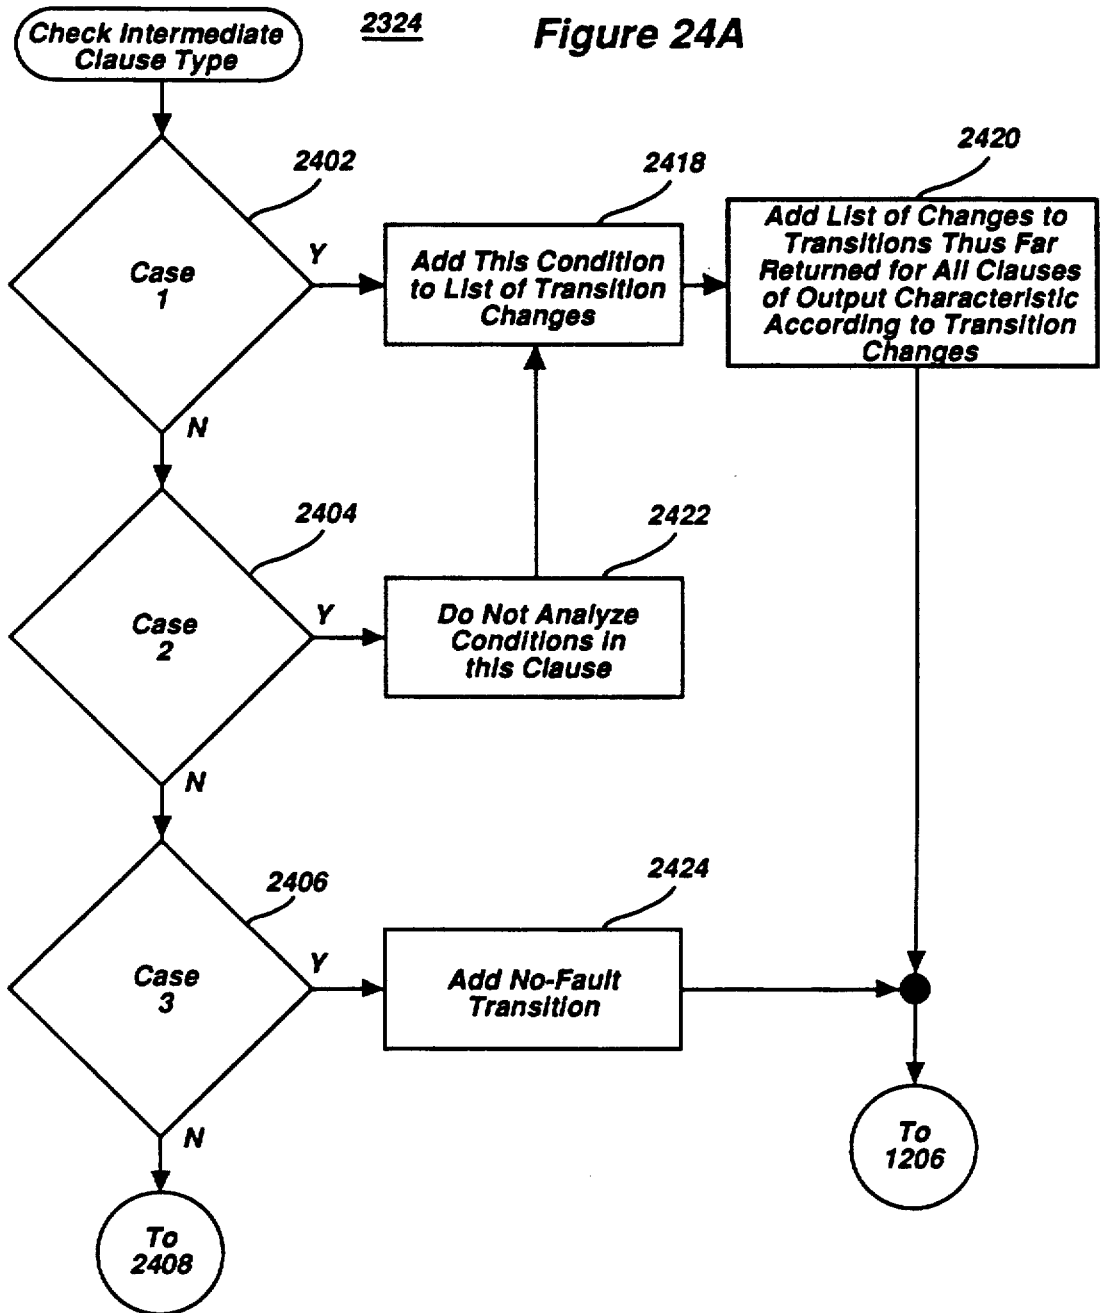 Check Intermediate
Clause Type
2324
Figure 24A
2402
Case
1
Y
N
2418
Add This Condition
to List of Transition
Changes
2420
Add List of Changes to
Transitions Thus Far
Returned for All Clauses
of Output Characteristic
According to Transition
Changes
2404
Case
2
Y
N
2422
Do Not Analyze
Conditions in
this Clause
2406
Case
3
Y
N
2424
Add No-Fault
Transition
To
1206
To
2408